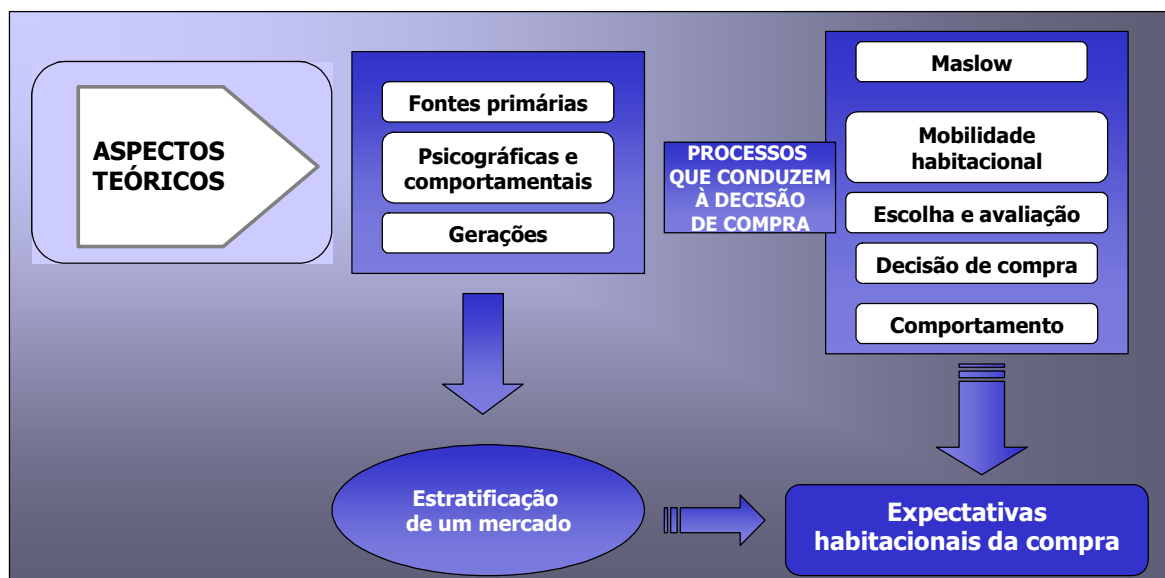 ASPECTOS
TEÓRICOS
Fontes primárias
Psicográficas e
comportamentais
Gerações
PROCESSOS
QUE CONDUZEM
À DECISÃO
DE COMPRA
Maslow
Mobilidade
habitacional
Escolha e avaliação
Decisão de compra
Comportamento
Estratificação
de um mercado
Expectativas
habitacionais da compra